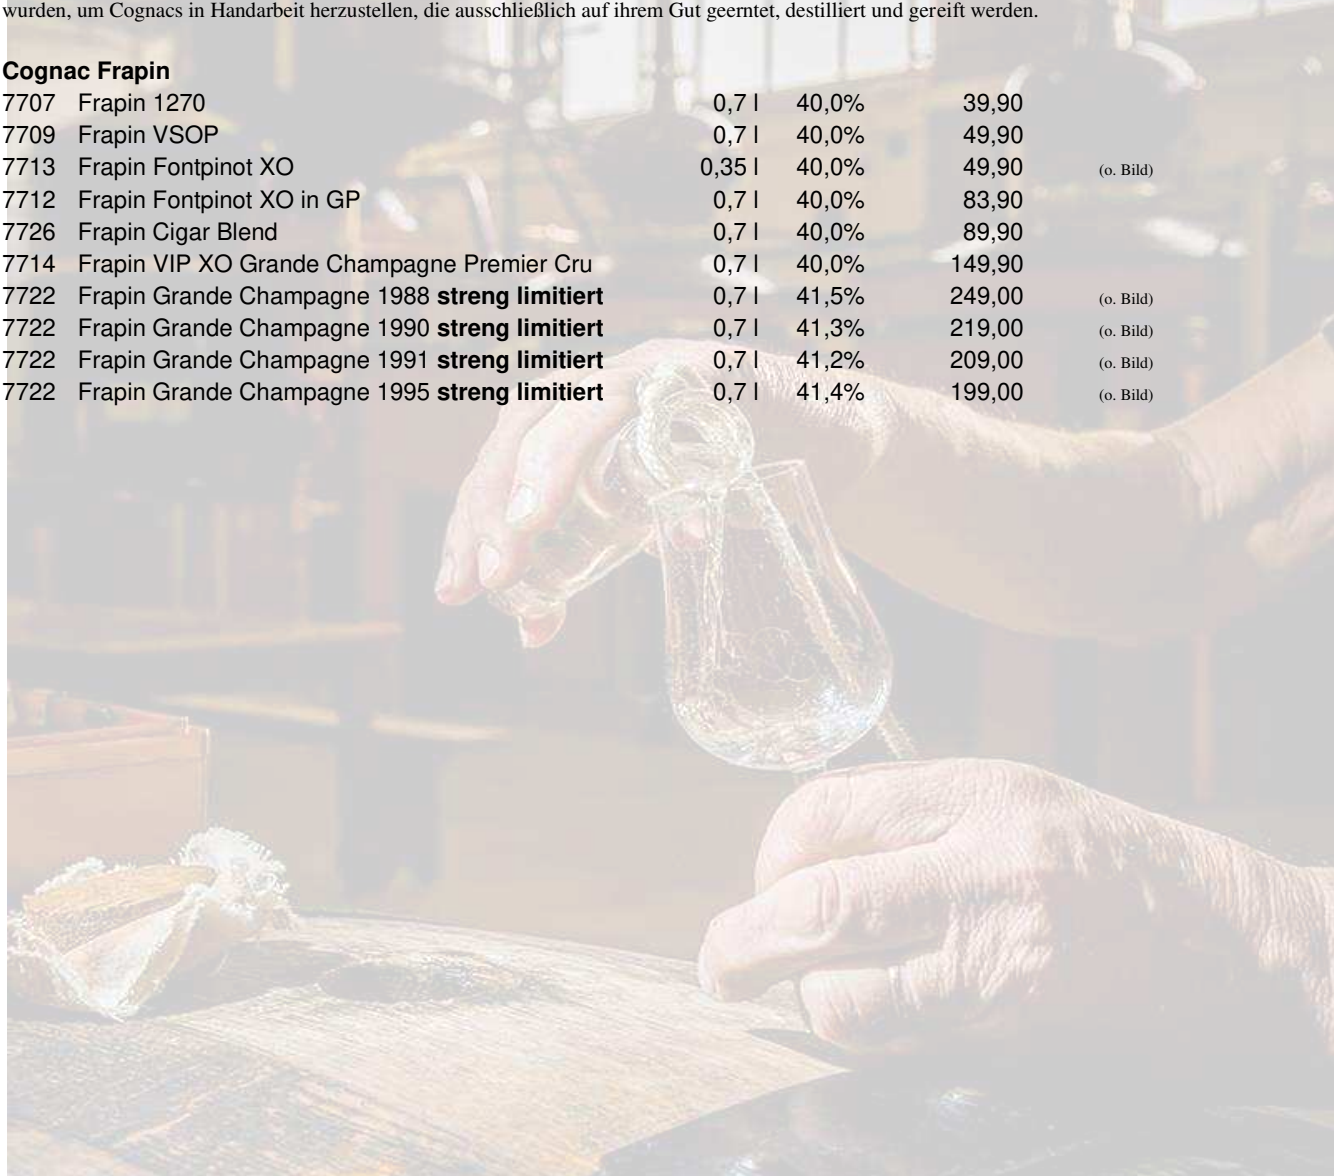 wurden, um Cognacs in Handarbeit herzustellen, die ausschließlich auf ihrem Gut geerntet, destilliert und gereift werden.
Cognac Frapin
7707 Frapin 1270 0,7 l 40,0% 39,90
7709 Frapin VSOP 0,7 l 40,0% 49,90
7713 Frapin Fontpinot XO 0,35 l 40,0% 49,90 (o. Bild)
7712 Frapin Fontpinot XO in GP 0,7 l 40,0% 83,90
7726 Frapin Cigar Blend 0,7 l 40,0% 89,90
7714 Frapin VIP XO Grande Champagne Premier Cru 0,7 l 40,0% 149,90
7722 Frapin Grande Champagne 1988 streng limitiert 0,7 l 41,5% 249,00 (o. Bild)
7722 Frapin Grande Champagne 1990 streng limitiert 0,7 l 41,3% 219,00 (o. Bild)
7722 Frapin Grande Champagne 1991 streng limitiert 0,7 l 41,2% 209,00 (o. Bild)
7722 Frapin Grande Champagne 1995 streng limitiert 0,7 l 41,4% 199,00 (o. Bild)